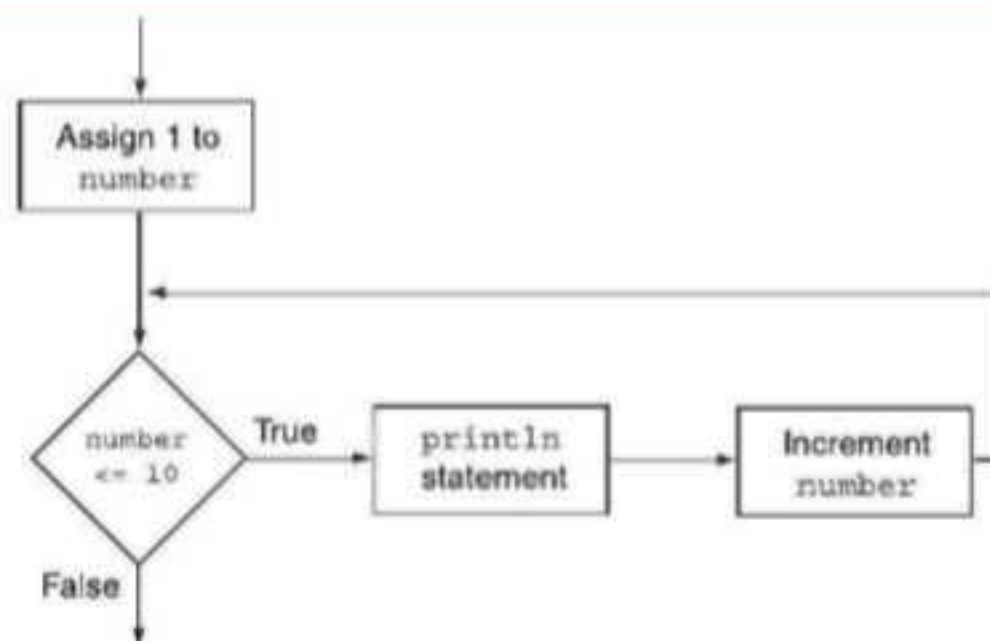 Assign 1 to
number
number
<= 10
True
println
statement
Increment
number
False